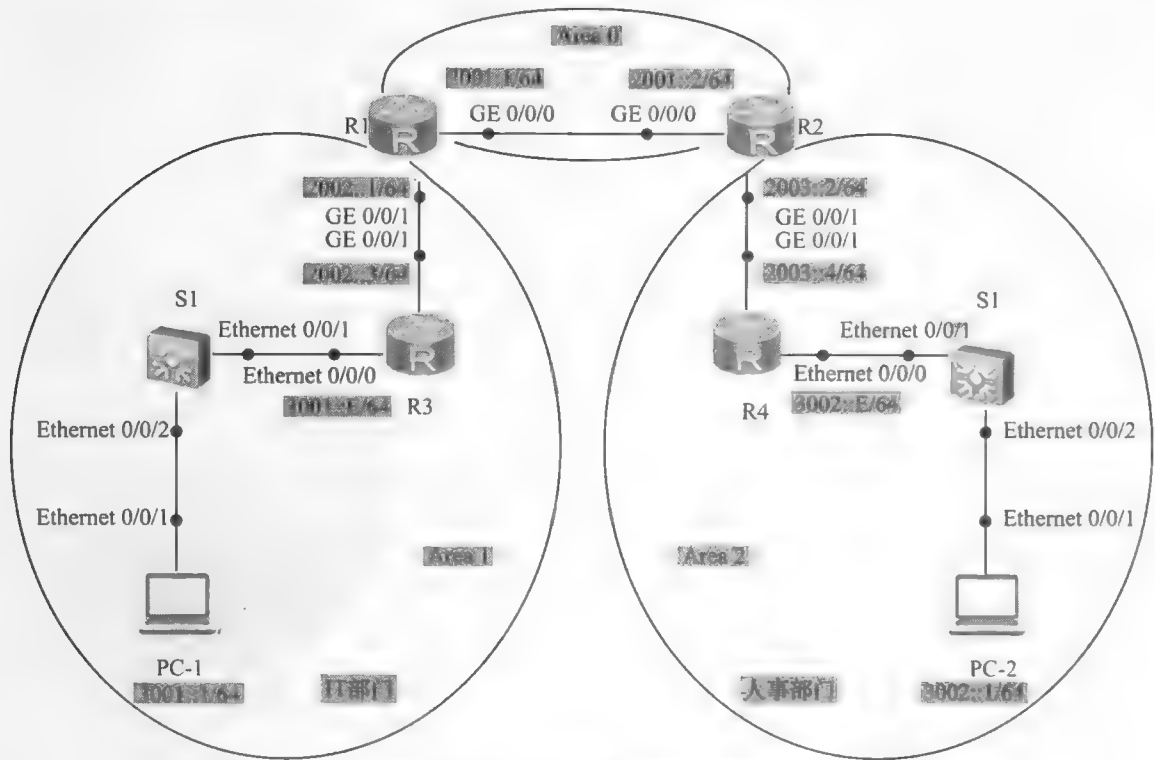 Area 0
2001::1/64
2001::2/64
R1
GE 0/0/0
GE 0/0/0
R2
2002::1/64
GE 0/0/1
GE 0/0/1
2002::3/64
2003::2/64
GE 0/0/1
GE 0/0/1
2003::4/64
S1
Ethernet 0/0/1
Ethernet 0/0/0
R3
S1
Ethernet 0/0/1
Ethernet 0/0/0
3002::E/64
R4
Ethernet 0/0/2
Ethernet 0/0/1
Ethernet 0/0/2
Ethernet 0/0/1
Area 1
Area 2
PC-1
IT部门
人事部门
PC-2
3002::1/64